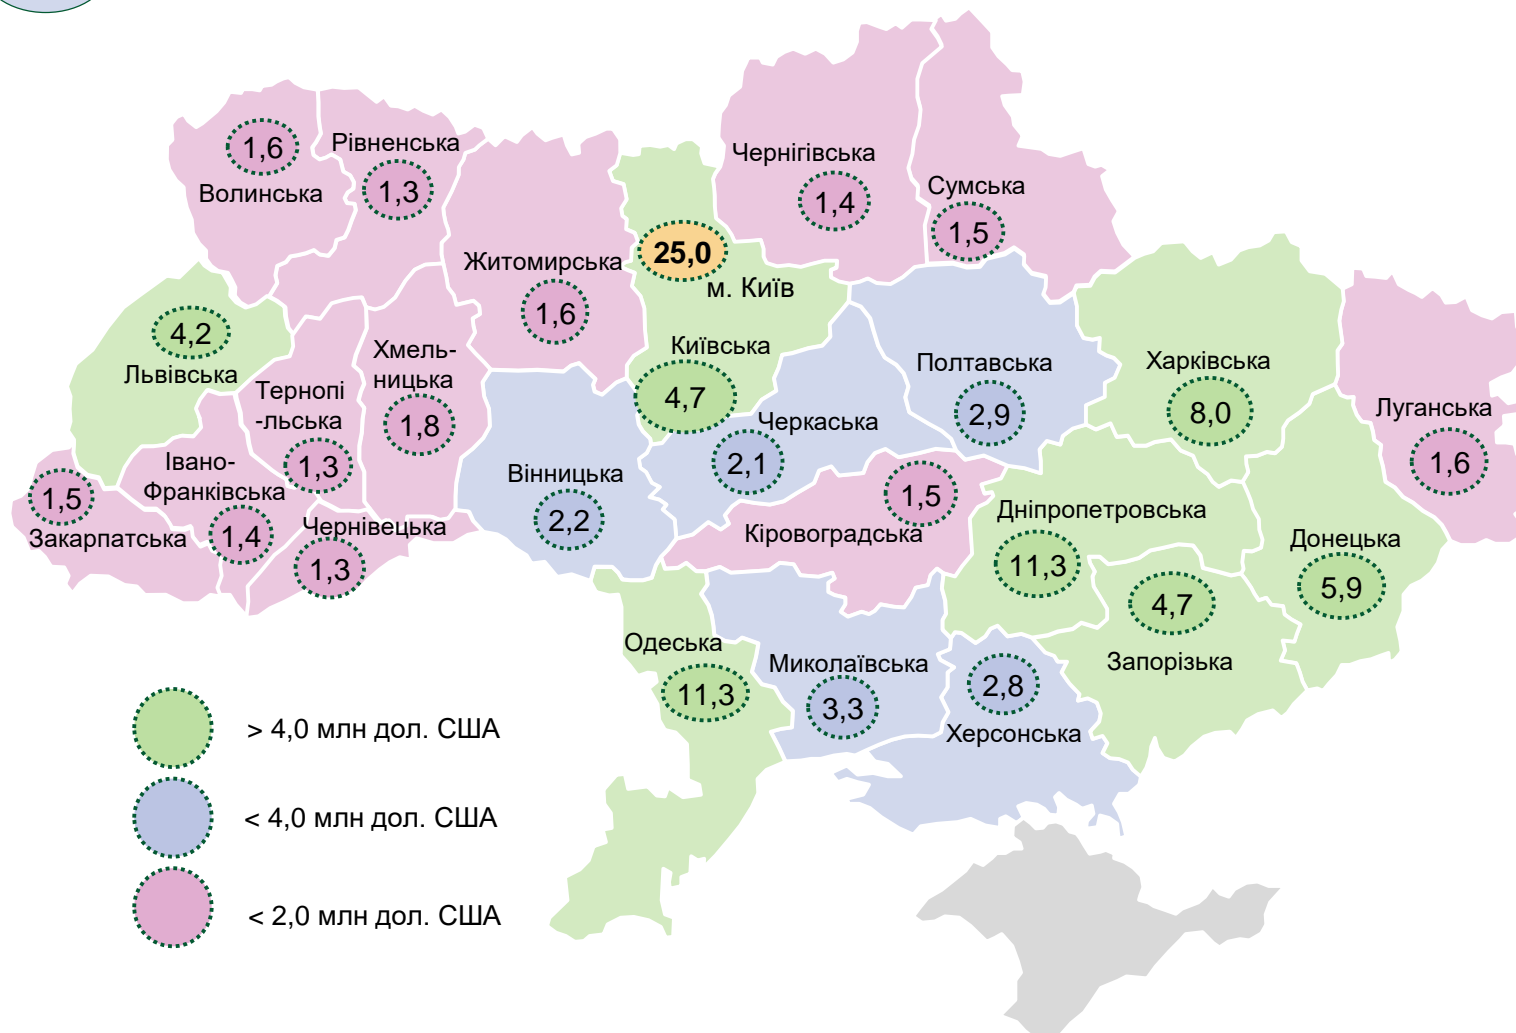 1,6
Волинська
Рівненська
1,3
Житомирська
1,6
25,0
м. Київ
Київська
4,7
Чернігівська
1,4
Сумська
1,5
4,2
Львівська
Тернопі
-льська
1,3
Хмель-
ницька
1,8
Вінницька
2,2
Черкаська
2,1
Полтавська
2,9
Харківська
8,0
Луганська
1,6
1,5
Закарпатська
Івано-
Франківська
1,4
Чернівецька
1,3
1,5
Кіровоградська
Дніпропетровська
11,3
Донецька
5,9
4,7
Запорізька
Одеська
11,3
Миколаївська
3,3
2,8
Херсонська
> 4,0 млн дол. США
< 4,0 млн дол. США
< 2,0 млн дол. США